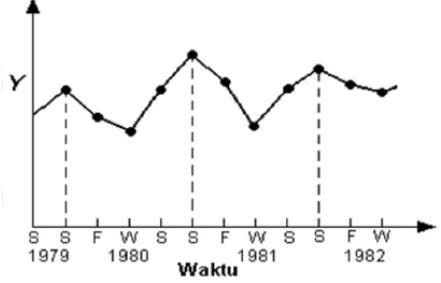 Y
S S F W S S F W S S F W
1979 1980 1981 1982
Waktu